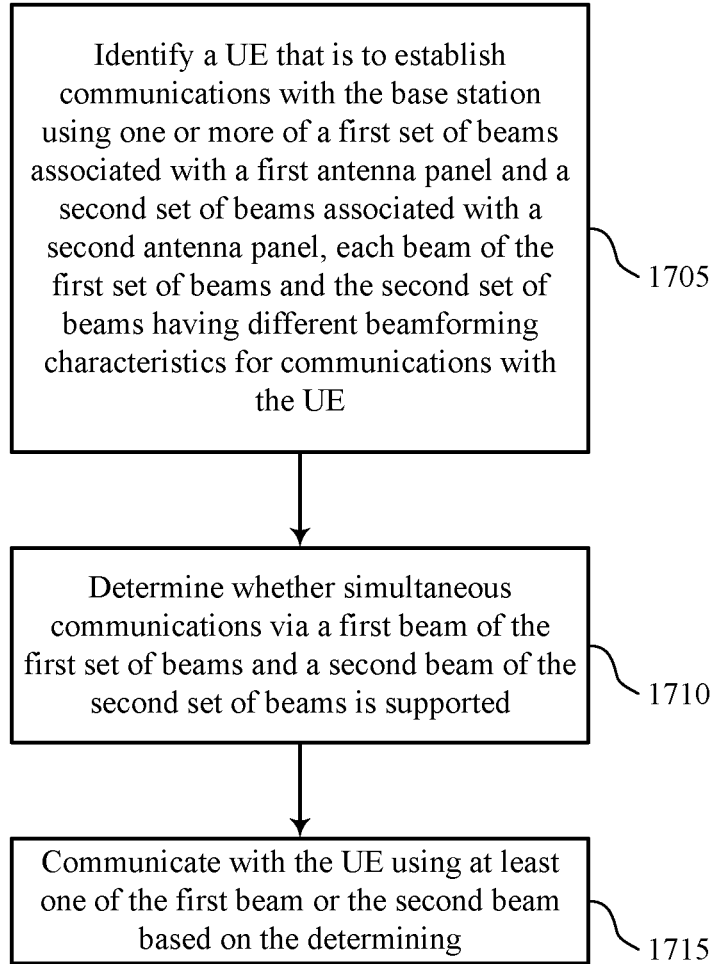 Identify a UE that is to establish
communications with the base station
using one or more of a first set of beams
associated with a first antenna panel and a
second set of beams associated with a
second antenna panel, each beam of the
first set of beams and the second set of
beams having different beamforming
characteristics for communications with
the UE
1705
Determine whether simultaneous
communications via a first beam of the
first set of beams and a second beam of the
second set of beams is supported
1710
Communicate with the UE using at least
one of the first beam or the second beam
based on the determining
1715